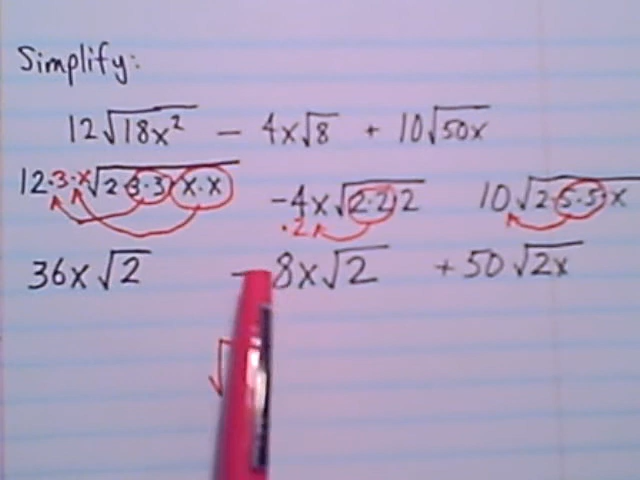 Simplify:
12√18x² - 4x√8 + 10√50x
12·3·x√2·3·3·x·x -4x√2·2·2 10√2·5·5·x
·2
36x√2 - 8x√2 + 50√2x